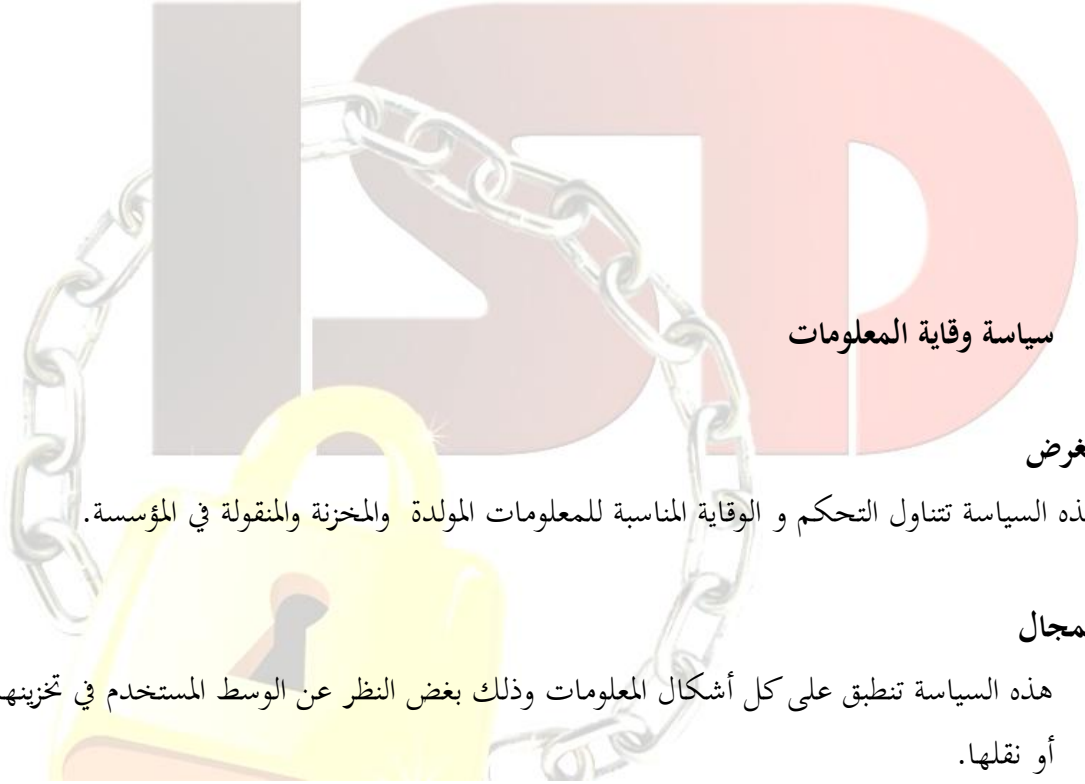 ISD
سياسة وقاية المعلومات
غرض
ذه السياسة تتناول التحكم و الوقاية المناسبة للمعلومات المولدة والمخزنة والمنقولة في المؤسسة.
لمجال
هذه السياسة تنطبق على كل أشكال المعلومات وذلك بغض النظر عن الوسط المستخدم في تخزينه
أو نقلها.